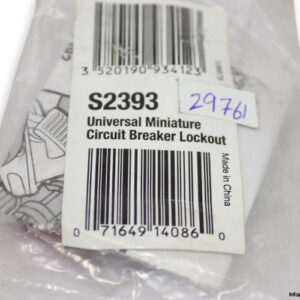 3 520190 934123
S2393
29761
Universal Miniature
Circuit Breaker Lockout
Made in China
0 71649 14086 0